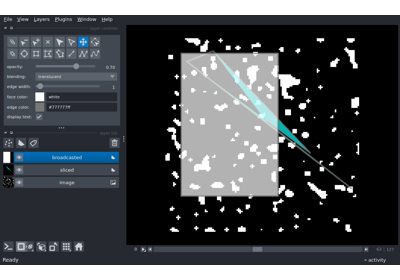 File View Layers Plugins Window Help
opacity: 0.70
blending: translucent
edge width: 1
face color: white
edge color: #777777ff
display text: ✓
broadcasted
sliced
Image
Ready
activity